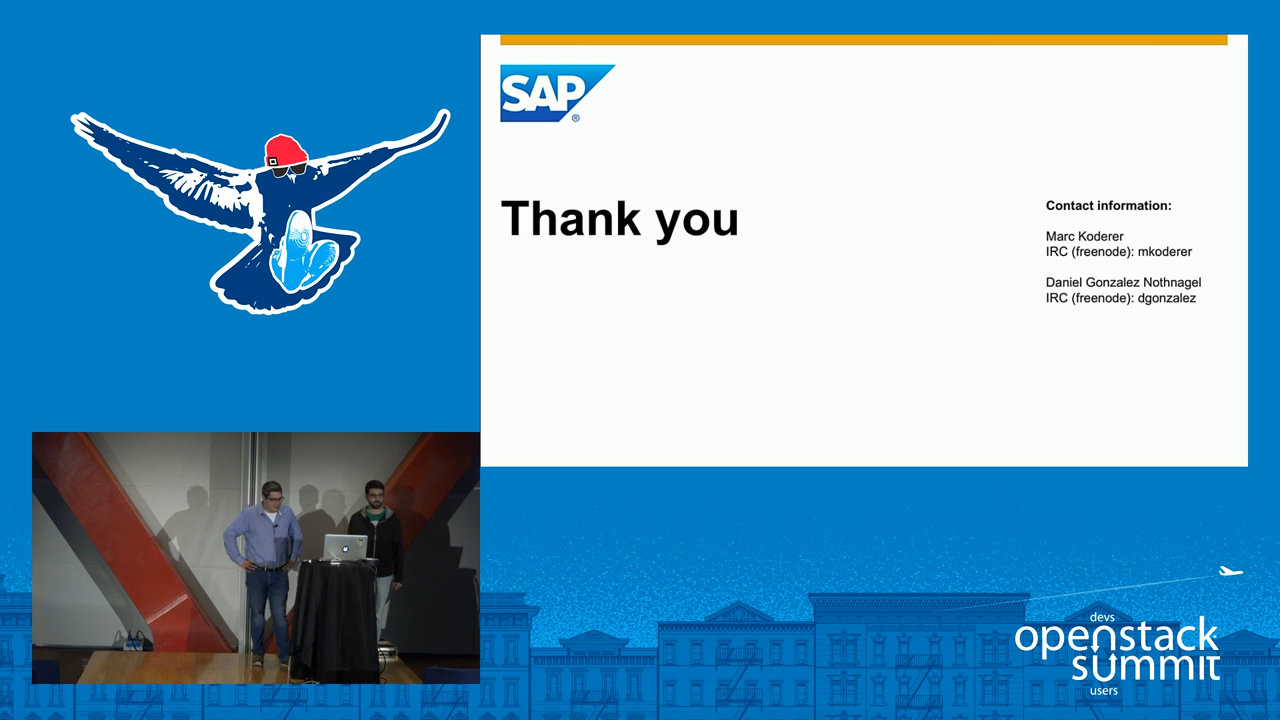 SAP
®
Thank you
Contact information:
Marc Koderer
IRC (freenode): mkoderer
Daniel Gonzalez Nothnagel
IRC (freenode): dgonzalez
devs
openstack
summit
users